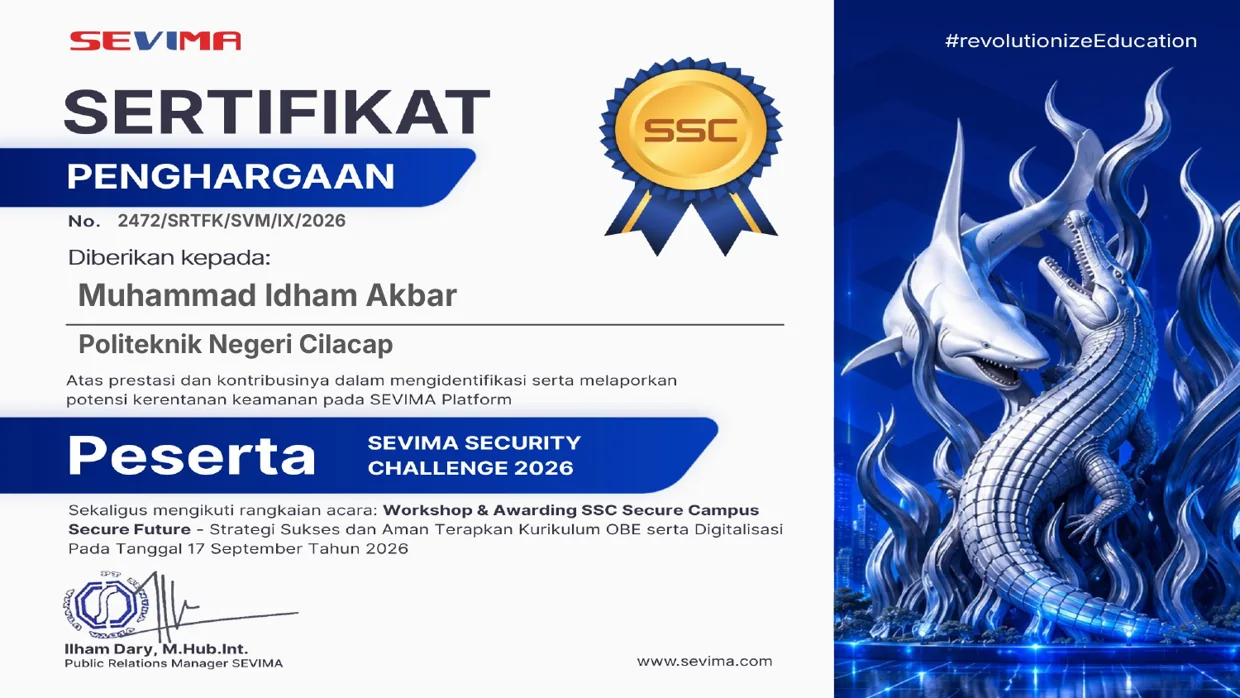 SEVIMA
#revolutionizeEducation
SERTIFIKAT
SSC
PENGHARGAAN
No. 2472/SRTFK/SVM/IX/2026
Diberikan kepada:
Muhammad Idham Akbar
Politeknik Negeri Cilacap
Atas prestasi dan kontribusinya dalam mengidentifikasi serta melaporkan
potensi kerentanan keamanan pada SEVIMA Platform
Peserta
SEVIMA SECURITY
CHALLENGE 2026
Sekaligus mengikuti rangkaian acara: Workshop & Awarding SSC Secure Campus
Secure Future - Strategi Sukses dan Aman Terapkan Kurikulum OBE serta Digitalisasi
Pada Tanggal 17 September Tahun 2026
Ilham Dary, M.Hub.Int.
Public Relations Manager SEVIMA
www.sevima.com